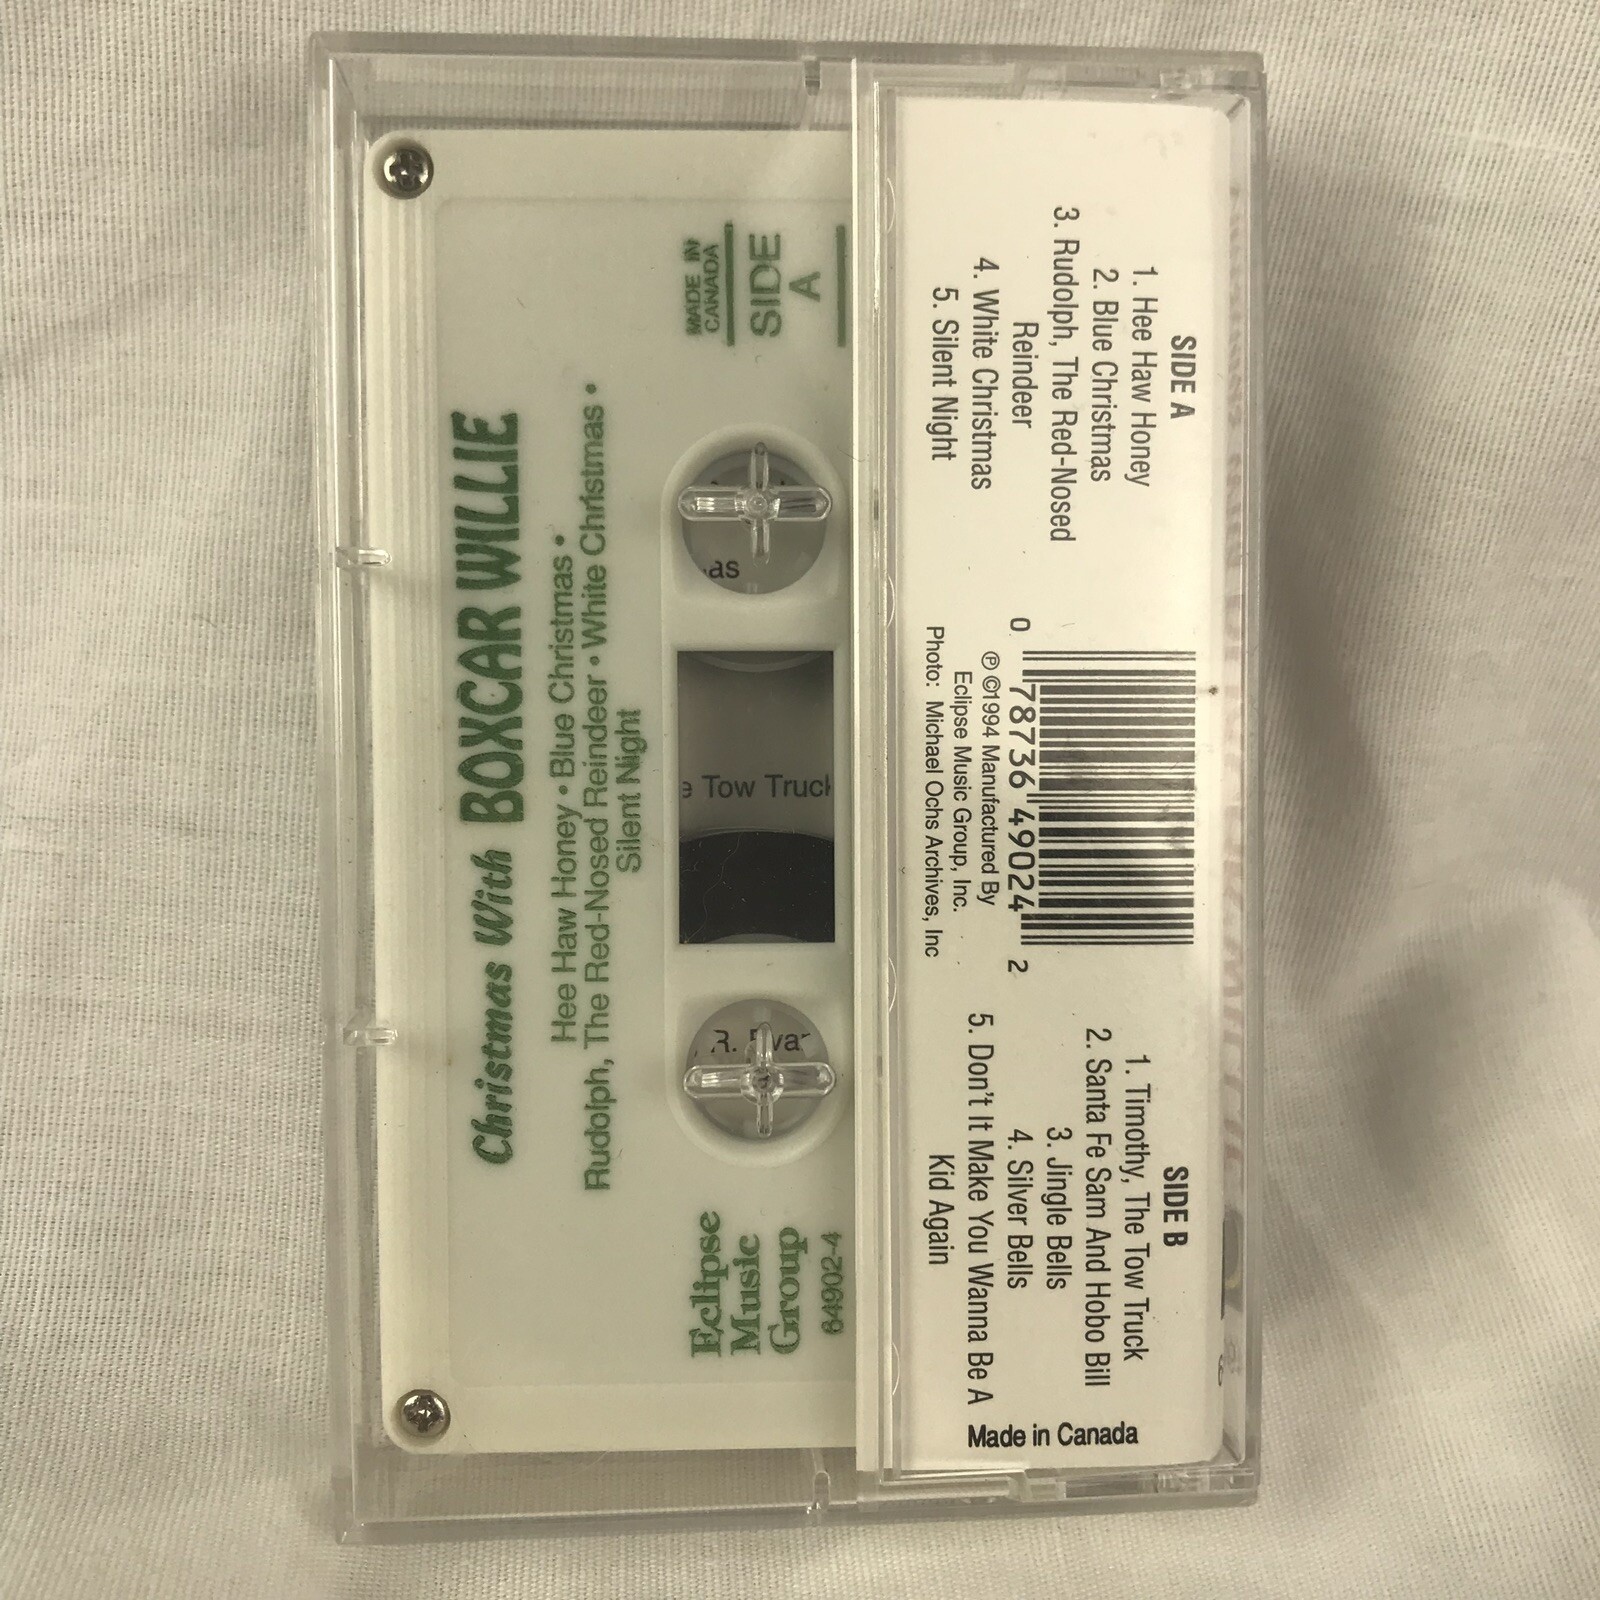 Christmas With BOXCAR WILLIE
Hee Haw Honey • Blue Christmas •
Rudolph, The Red-Nosed Reindeer • White Christmas •
Silent Night
MADE IN
CANADA
SIDE
A
as
e Tow Truck
R. Evar
Eclipse
Music
Group
64902-4
SIDE A
1. Hee Haw Honey
2. Blue Christmas
3. Rudolph, The Red-Nosed
Reindeer
4. White Christmas
5. Silent Night
0 78736 49024 2
℗ ©1994 Manufactured By
Eclipse Music Group, Inc.
Photo: Michael Ochs Archives, Inc
SIDE B
1. Timothy, The Tow Truck
2. Santa Fe Sam And Hobo Bill
3. Jingle Bells
4. Silver Bells
5. Don't It Make You Wanna Be A
Kid Again
Made in Canada